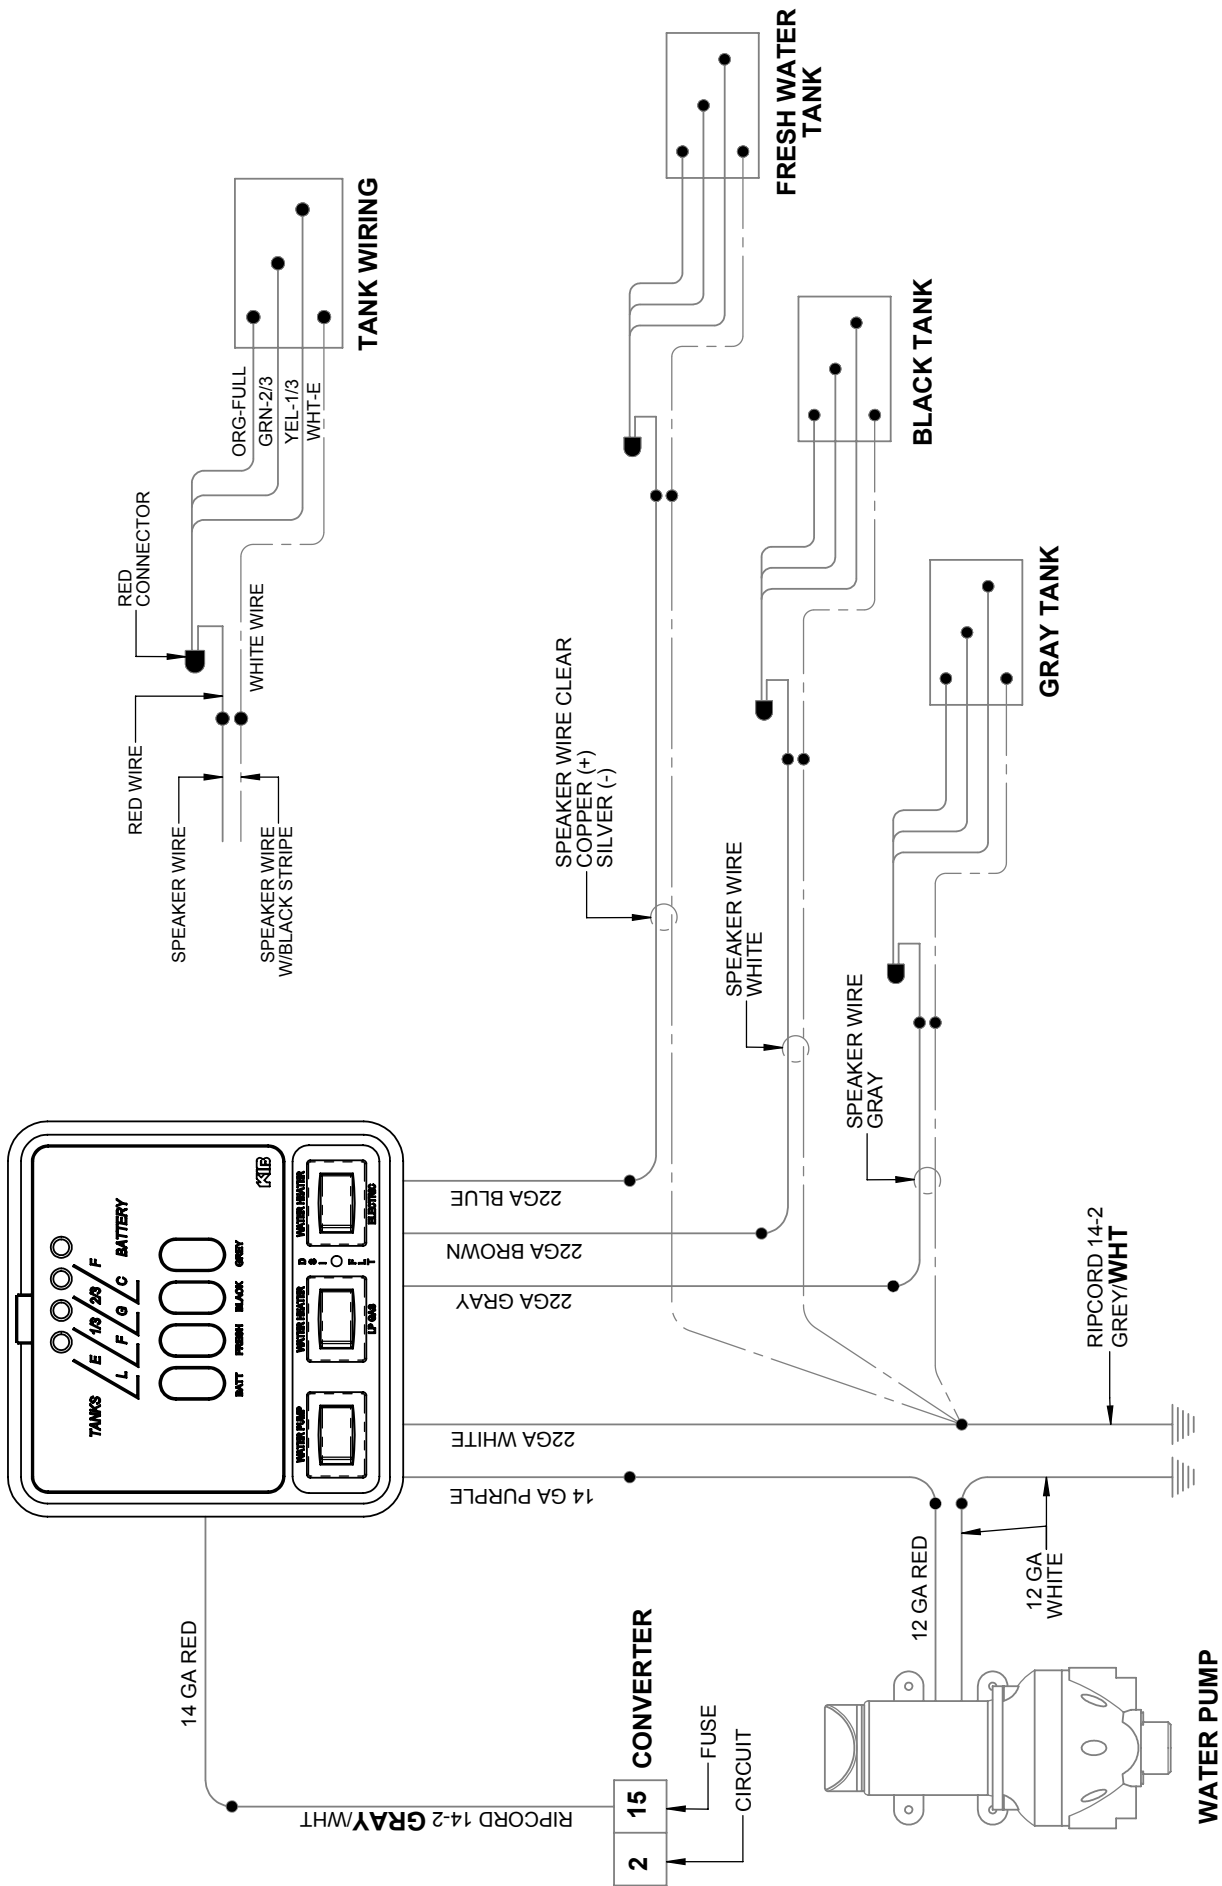 TANK WIRING
ORG-FULL
GRN-2/3
YEL-1/3
WHT-E
RED
CONNECTOR
WHITE WIRE
RED WIRE
SPEAKER WIRE
SPEAKER WIRE
W/BLACK STRIPE
FRESH WATER
TANK
BLACK TANK
GRAY TANK
SPEAKER WIRE CLEAR
COPPER (+)
SILVER (-)
SPEAKER WIRE
WHITE
SPEAKER WIRE
GRAY
TANKS E 1/3 2/3 F
L F G C BATTERY
BATT FRESH BLACK GREY
KIB
WATER PUMP
WATER HEATER
LP GAS
DSI FLT
WATER HEATER
ELECTRIC
22GA BLUE
22GA BROWN
22GA GRAY
22GA WHITE
14 GA PURPLE
RIPCORD 14-2
GREY/WHT
14 GA RED
RIPCORD 14-2 GRAY/WHT
CONVERTER
2 15
FUSE
CIRCUIT
12 GA RED
12 GA
WHITE
WATER PUMP